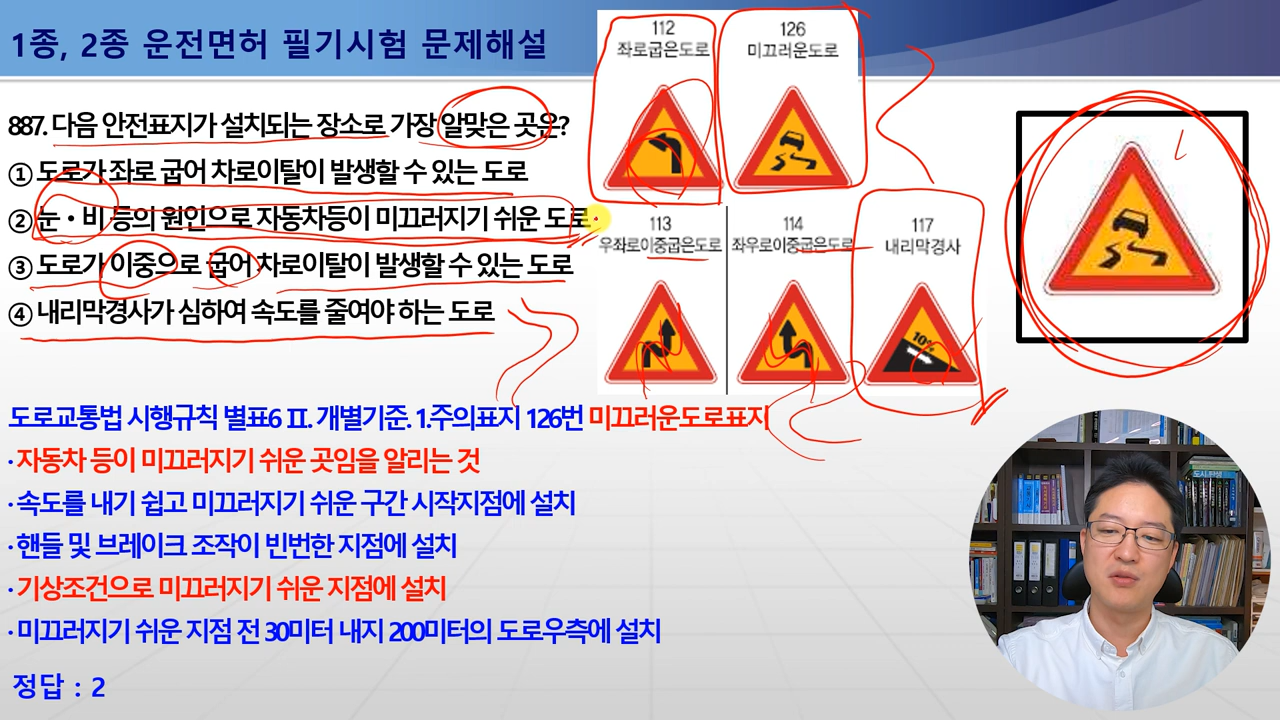 1종, 2종 운전면허 필기시험 문제해설
887. 다음 안전표지가 설치되는 장소로 가장 알맞은 곳은?
① 도로가 좌로 굽어 차로이탈이 발생할 수 있는 도로
② 눈·비 등의 원인으로 자동차등이 미끄러지기 쉬운 도로
③ 도로가 이중으로 굽어 차로이탈이 발생할 수 있는 도로
④ 내리막경사가 심하여 속도를 줄여야 하는 도로
112
좌로굽은도로
126
미끄러운도로
113
우좌로이중굽은도로
114
좌우로이중굽은도로
117
내리막경사
10%
도로교통법 시행규칙 별표6 Ⅱ. 개별기준. 1.주의표지 126번 미끄러운도로표지
·자동차 등이 미끄러지기 쉬운 곳임을 알리는 것
·속도를 내기 쉽고 미끄러지기 쉬운 구간 시작지점에 설치
·핸들 및 브레이크 조작이 빈번한 지점에 설치
·기상조건으로 미끄러지기 쉬운 지점에 설치
·미끄러지기 쉬운 지점 전 30미터 내지 200미터의 도로우측에 설치
정답 : 2